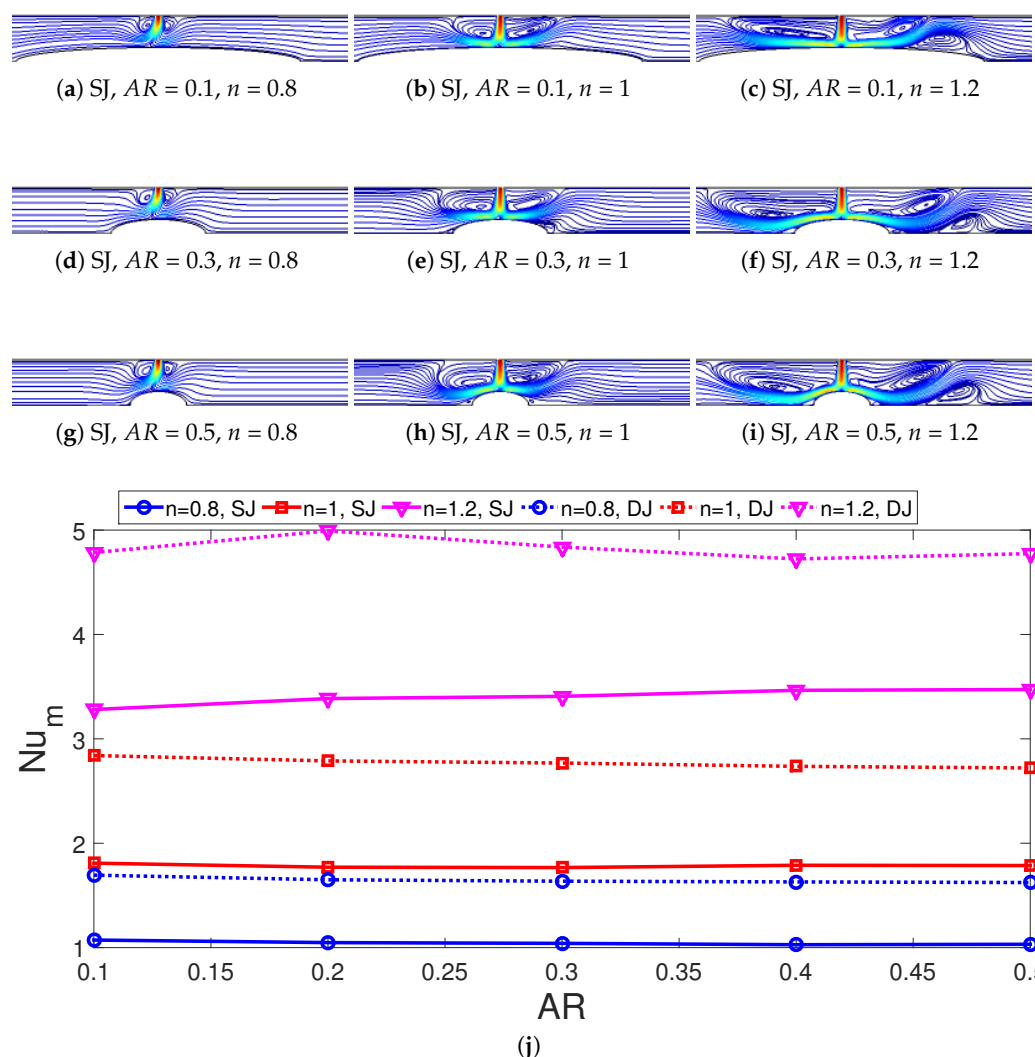 (a) SJ, AR = 0.1, n = 0.8 (b) SJ, AR = 0.1, n = 1 (c) SJ, AR = 0.1, n = 1.2
(d) SJ, AR = 0.3, n = 0.8 (e) SJ, AR = 0.3, n = 1 (f) SJ, AR = 0.3, n = 1.2
(g) SJ, AR = 0.5, n = 0.8 (h) SJ, AR = 0.5, n = 1 (i) SJ, AR = 0.5, n = 1.2
n=0.8, SJ n=1, SJ n=1.2, SJ n=0.8, DJ n=1, DJ n=1.2, DJ
5
4
3
2
1
Nu_m
0.1 0.15 0.2 0.25 0.3 0.35 0.4 0.45 0.
AR
(j)